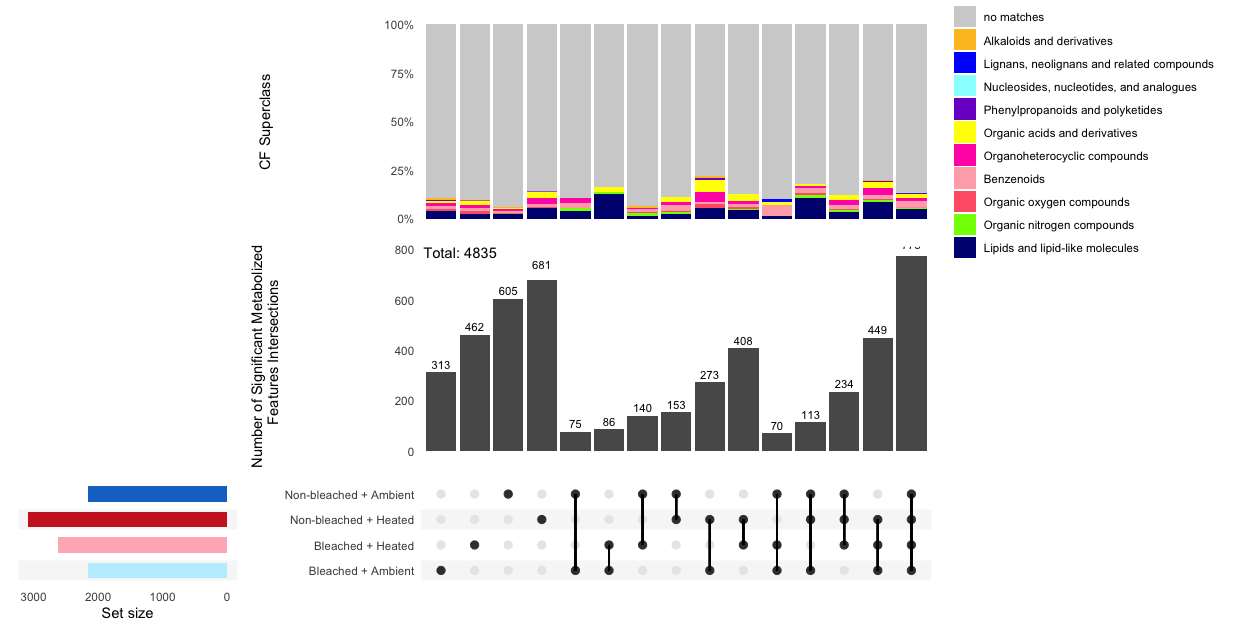 100%
75%
50%
25%
0%
CF Superclass
no matches
Alkaloids and derivatives
Lignans, neolignans and related compounds
Nucleosides, nucleotides, and analogues
Phenylpropanoids and polyketides
Organic acids and derivatives
Organoheterocyclic compounds
Benzenoids
Organic oxygen compounds
Organic nitrogen compounds
Lipids and lipid-like molecules
Number of Significant Metabolized
Features Intersections
800
600
400
200
0
Total: 4835
313
462
605
681
75
86
140
153
273
408
70
113
234
449
Non-bleached + Ambient
Non-bleached + Heated
Bleached + Heated
Bleached + Ambient
3000
2000
1000
0
Set size